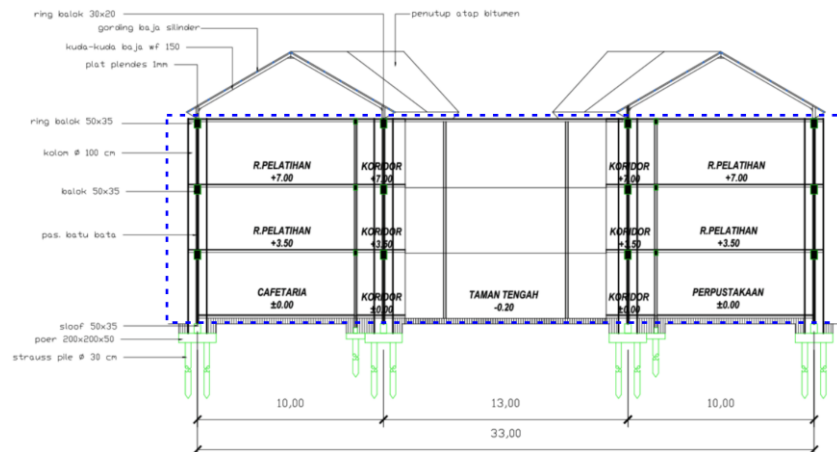 ring balok 30x20
penutup atap bitumen
gording baja silinder
kuda-kuda baja wf 150
plat plendes 1mm
ring balok 50x35
kolom ø 100 cm
balok 50x35
pas. batu bata
sloof 50x35
poer 200x200x50
strauss pile ø 30 cm
R.PELATIHAN
+7.00
KORIDOR
+7.00
KORIDOR
+7.00
R.PELATIHAN
+7.00
R.PELATIHAN
+3.50
KORIDOR
+3.50
KORIDOR
+3.50
R.PELATIHAN
+3.50
CAFETARIA
±0.00
KORIDOR
±0.00
TAMAN TENGAH
-0.20
KORIDOR
±0.00
PERPUSTAKAAN
±0.00
10,00
13,00
10,00
33,00